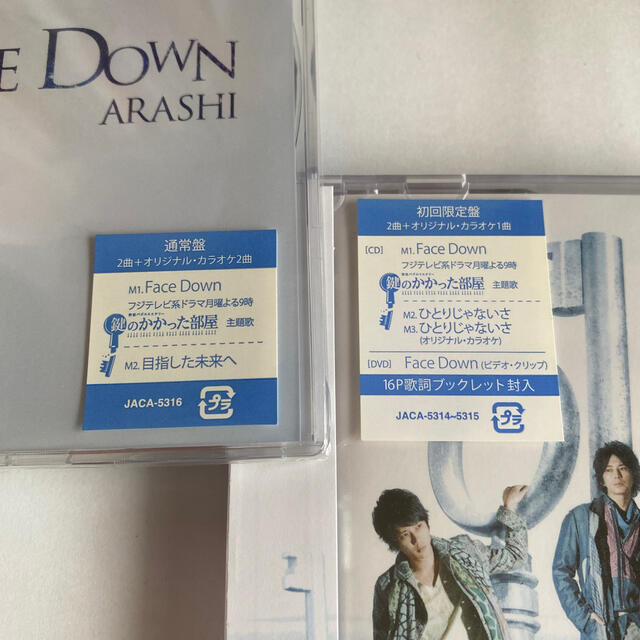 E DOWN
ARASHI
通常盤
2曲+オリジナル・カラオケ2曲
M1. Face Down
フジテレビ系ドラマ月曜よる9時
鍵のかかった部屋 主題歌
M2. 目指した未来へ
JACA-5316
プラ
初回限定盤
2曲+オリジナル・カラオケ1曲
[CD] M1. Face Down
フジテレビ系ドラマ月曜よる9時
鍵のかかった部屋 主題歌
M2. ひとりじゃないさ
M3. ひとりじゃないさ
(オリジナル・カラオケ)
[DVD] Face Down (ビデオ・クリップ)
16P歌詞ブックレット封入
JACA-5314~5315
プラ